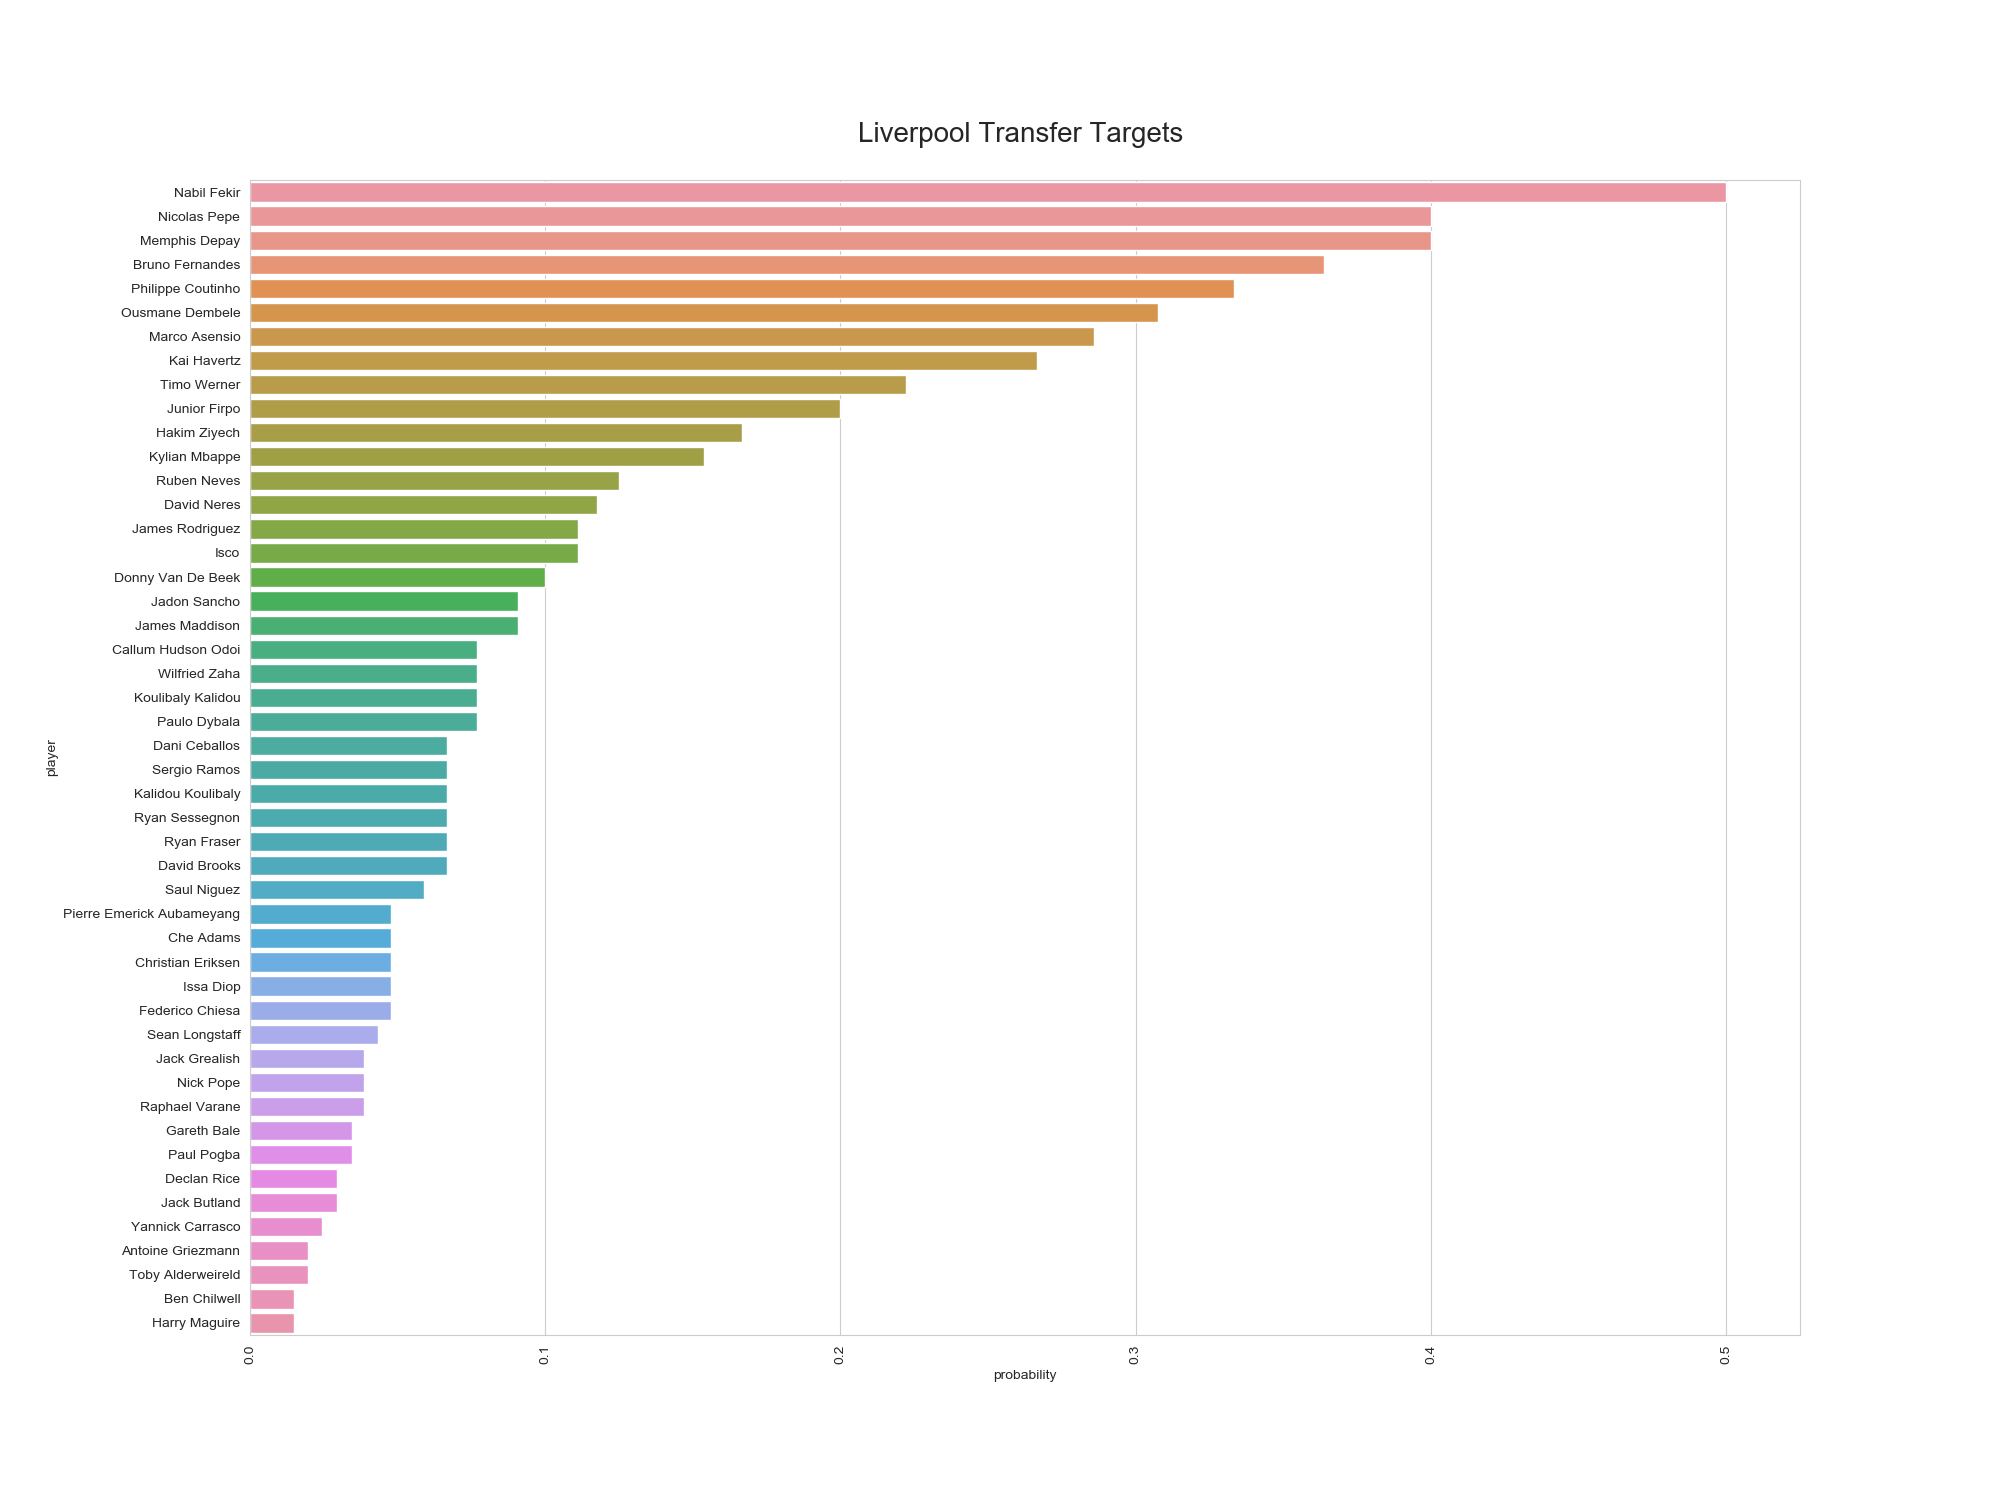 Liverpool Transfer Targets
Nabil Fekir
Nicolas Pepe
Memphis Depay
Bruno Fernandes
Philippe Coutinho
Ousmane Dembele
Marco Asensio
Kai Havertz
Timo Werner
Junior Firpo
Hakim Ziyech
Kylian Mbappe
Ruben Neves
David Neres
James Rodriguez
Isco
Donny Van De Beek
Jadon Sancho
James Maddison
Callum Hudson Odoi
Wilfried Zaha
Koulibaly Kalidou
Paulo Dybala
Dani Ceballos
Sergio Ramos
Kalidou Koulibaly
Ryan Sessegnon
Ryan Fraser
David Brooks
Saul Niguez
Pierre Emerick Aubameyang
Che Adams
Christian Eriksen
Issa Diop
Federico Chiesa
Sean Longstaff
Jack Grealish
Nick Pope
Raphael Varane
Gareth Bale
Paul Pogba
Declan Rice
Jack Butland
Yannick Carrasco
Antoine Griezmann
Toby Alderweireld
Ben Chilwell
Harry Maguire
player
0.0 0.1 0.2 0.3 0.4 0.5
probability